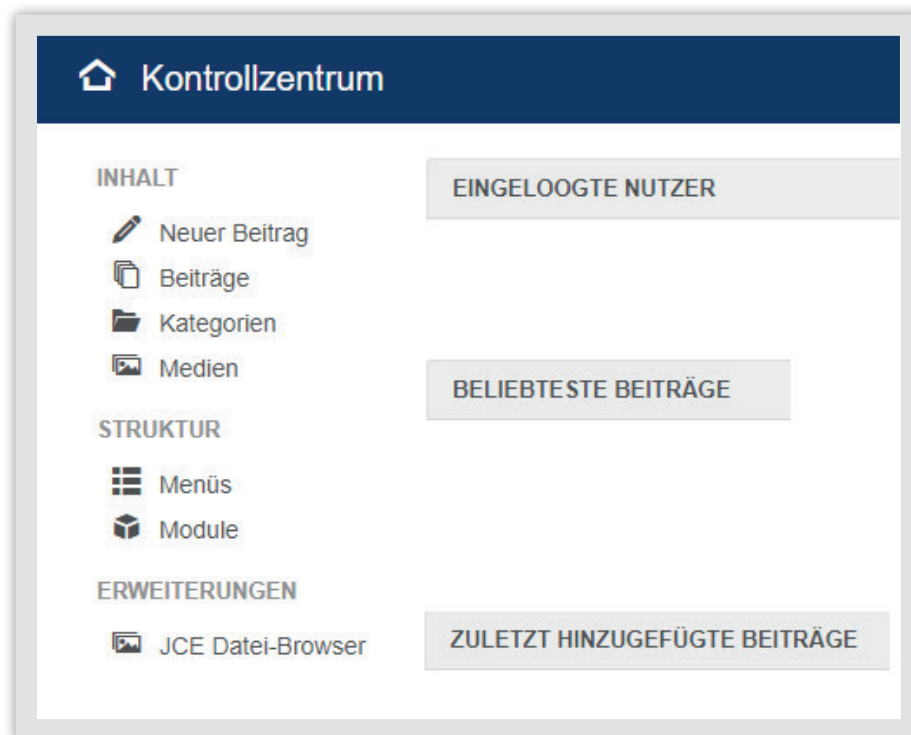 Kontrollzentrum
INHALT
Neuer Beitrag
Beiträge
Kategorien
Medien
STRUKTUR
Menüs
Module
ERWEITERUNGEN
JCE Datei-Browser
EINGELOOGTE NUTZER
BELIEBTESTE BEITRÄGE
ZULETZT HINZUGEFÜGTE BEITRÄGE